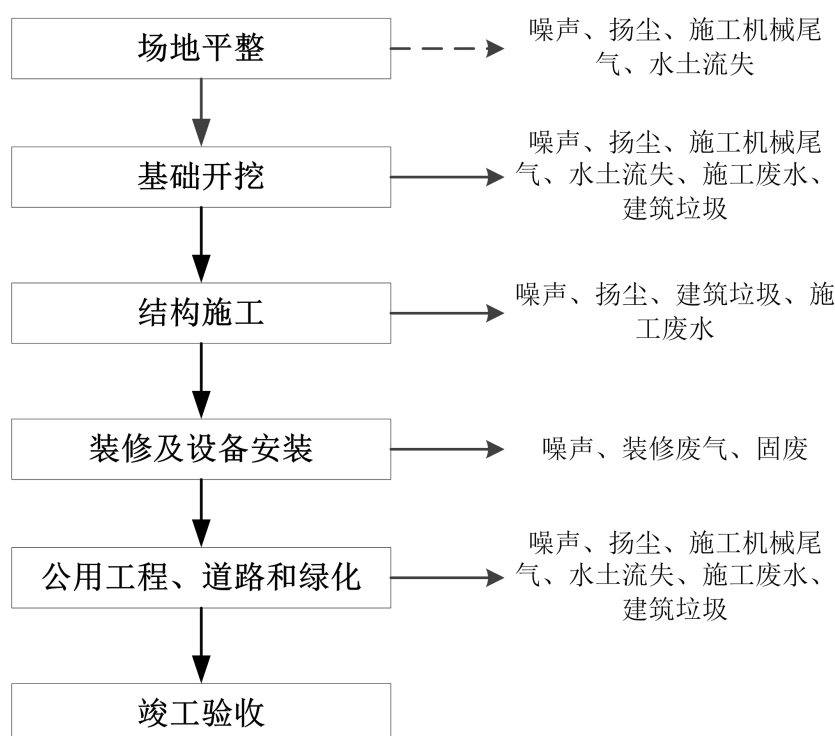 场地平整
噪声、扬尘、施工机械尾
气、水土流失
基础开挖
噪声、扬尘、施工机械尾
气、水土流失、施工废水、
建筑垃圾
结构施工
噪声、扬尘、建筑垃圾、施
工废水
装修及设备安装
噪声、装修废气、固废
公用工程、道路和绿化
噪声、扬尘、施工机械尾
气、水土流失、施工废水、
建筑垃圾
竣工验收